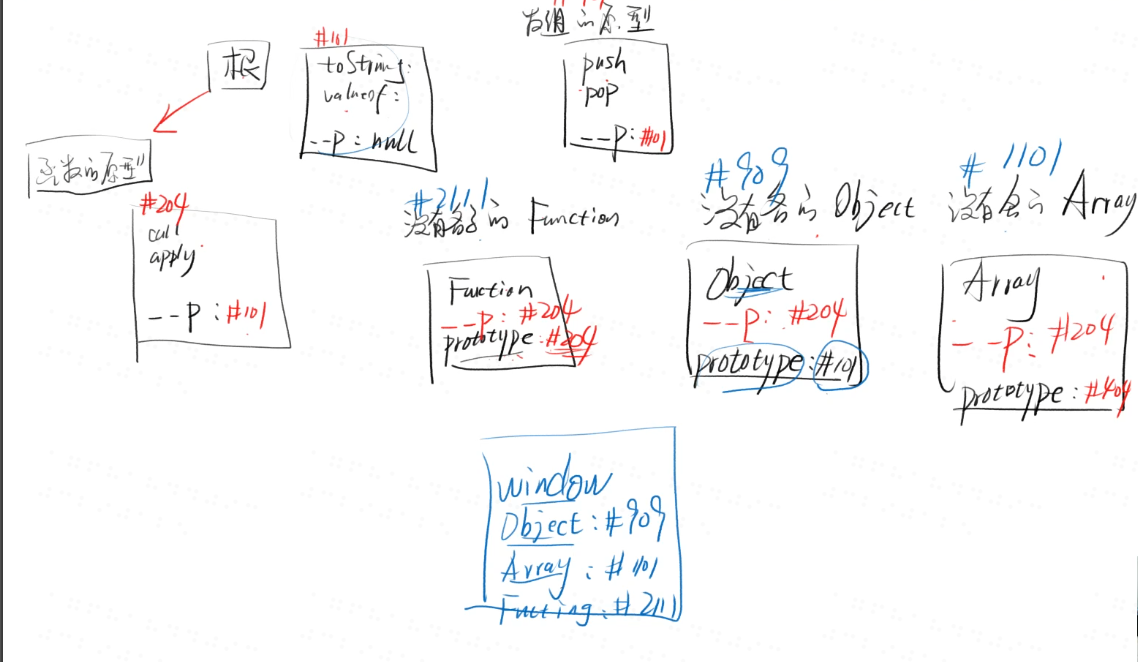 根
#101
toString:
valueof:
--p:null
数组的原型
push
pop
--p:#101
函数的原型
#204
call
apply
--p:#101
#2111
没有名字的 Function
Fuction
--p: #204
prototype:#204
#909
没有名的 Object
Object
--p: #204
prototype:#101
#1101
没有名的 Array
Array
--p: #204
prototype:#404
window
Object:#909
Array:#1101
:#2111